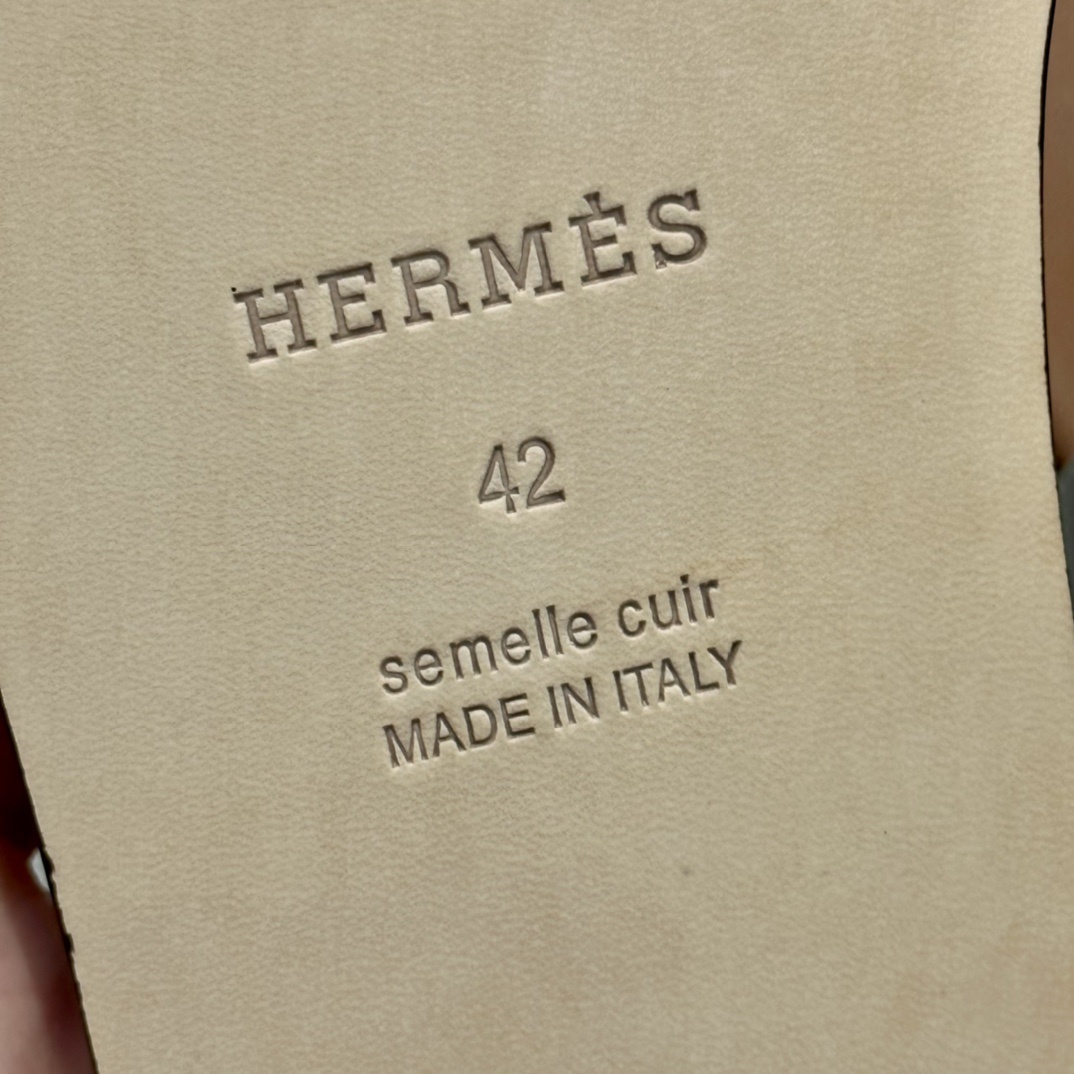 HERMÈS
42
semelle cuir
MADE IN ITALY